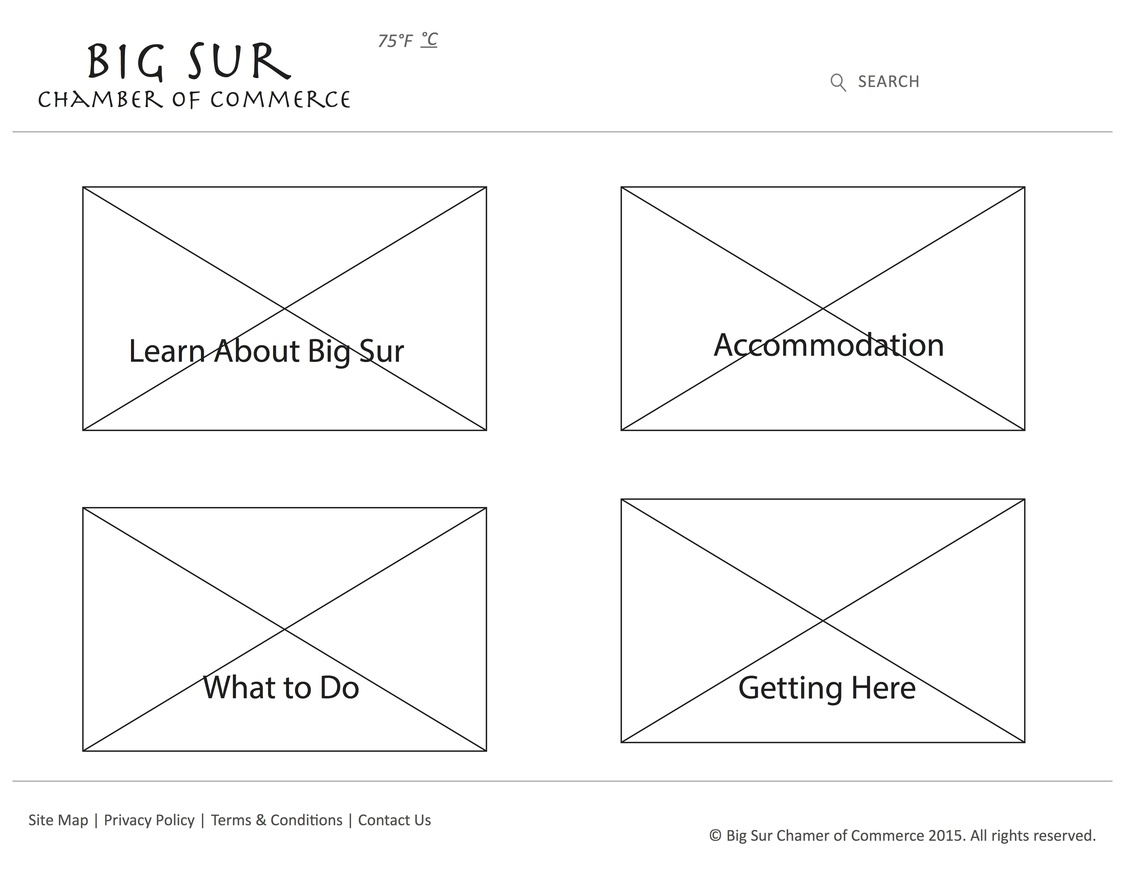 BIG SUR
CHAMBER OF COMMERCE
75°F °C
SEARCH
Learn About Big Sur
Accommodation
What to Do
Getting Here
Site Map | Privacy Policy | Terms & Conditions | Contact Us
© Big Sur Chamer of Commerce 2015. All rights reserved.